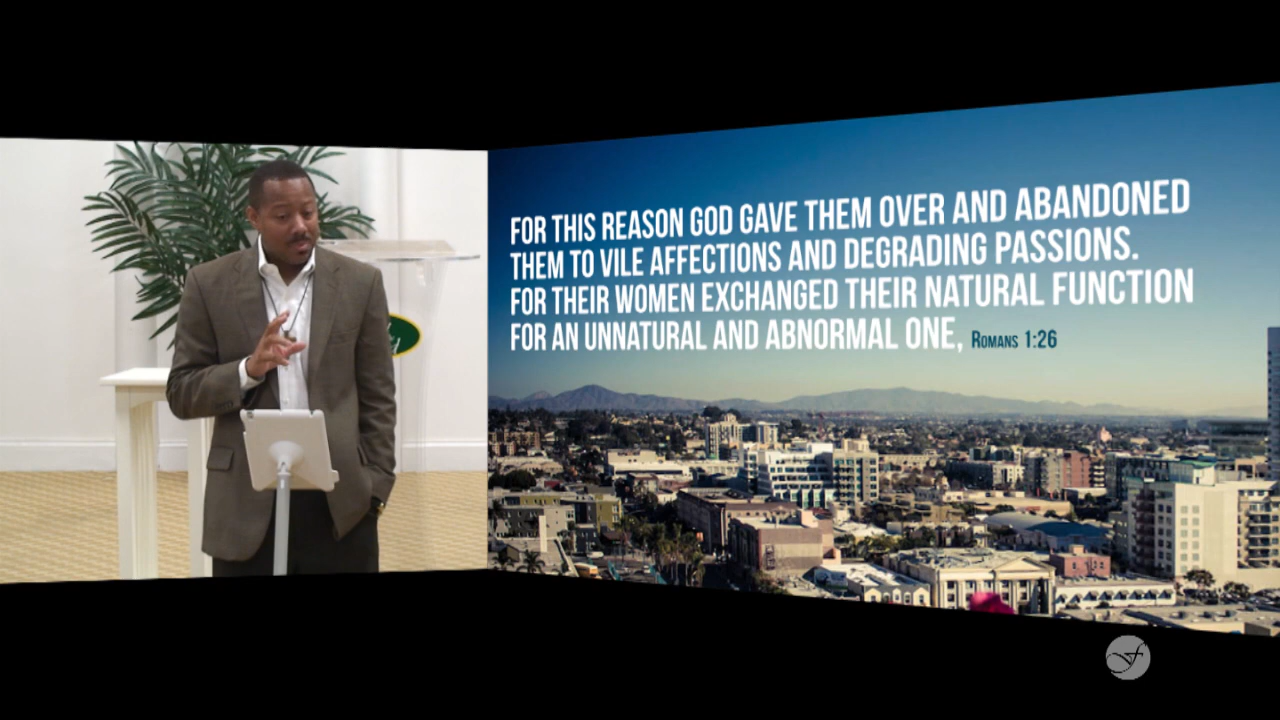 FOR THIS REASON GOD GAVE THEM OVER AND ABANDONED
THEM TO VILE AFFECTIONS AND DEGRADING PASSIONS.
FOR THEIR WOMEN EXCHANGED THEIR NATURAL FUNCTION
FOR AN UNNATURAL AND ABNORMAL ONE, ROMANS 1:26